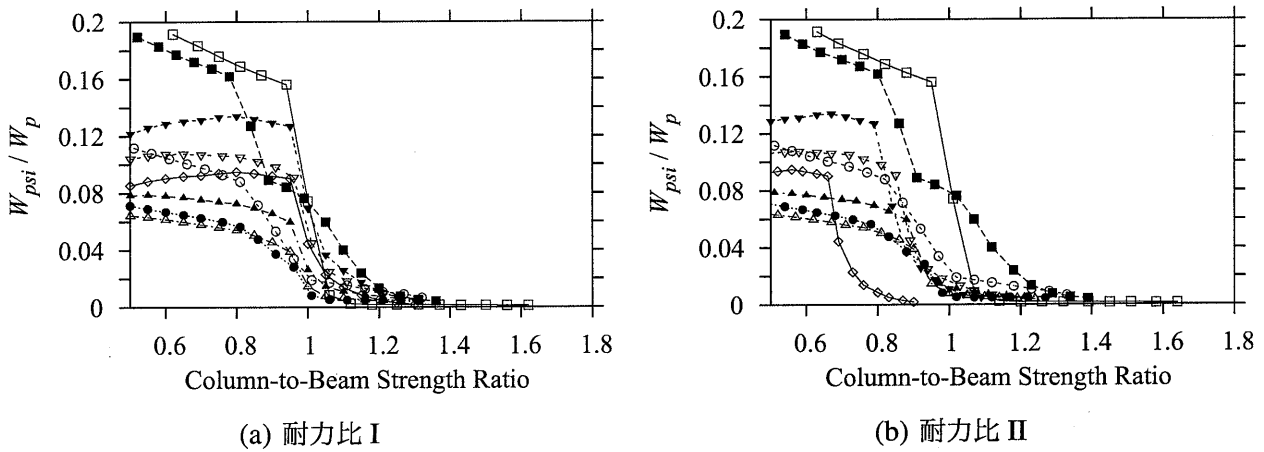 0.2
0.16
0.12
0.08
0.04
0
W_psi / W_p
0.6 0.8 1 1.2 1.4 1.6 1.8
Column-to-Beam Strength Ratio
(a) 耐力比 I
0.2
0.16
0.12
0.08
0.04
0
W_psi / W_p
0.6 0.8 1 1.2 1.4 1.6 1.8
Column-to-Beam Strength Ratio
(b) 耐力比 II